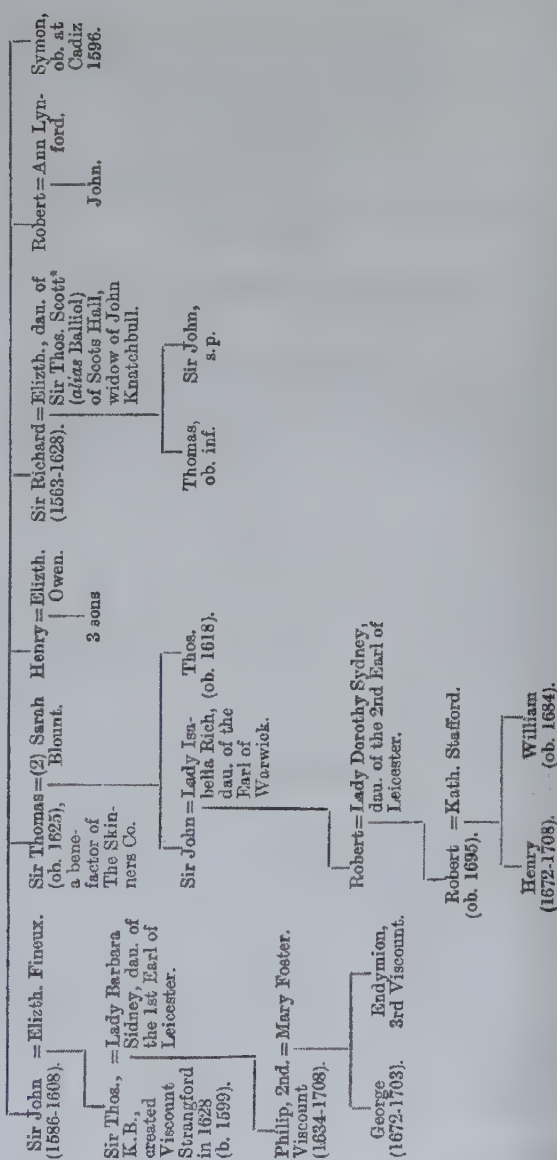 Sir John = Elizth. Fineux.
(1586-1608).
Sir Thos., = Lady Barbara
K.B., Sidney, dau. of
created the 1st Earl of
Viscount Leicester.
Strangford
in 1628
(b. 1599).
Philip, 2nd. = Mary Foster.
Viscount
(1634-1708).
George
(1672-1703).
Endymion,
3rd Viscount.
Sir Thomas = (2) Sarah
(ob. 1625), Blount.
a bene-
factor of
The Skin-
ners Co.
Sir John = Lady Isa-
bella Rich,
dau. of the
Earl of
Warwick.
Thos.
(ob. 1618).
Robert = Lady Dorothy Sydney,
dau. of the 2nd Earl of
Leicester.
Robert = Kath. Stafford.
(ob. 1695).
Henry
(1672-1708).
William
(ob. 1684).
Henry = Elizth.
Owen.
3 sons
Sir Richard = Elizth., dau. of
(1563-1628). Sir Thos. Scott*
(alias Balliol)
of Scots Hall,
widow of John
Knatchbull.
Thomas,
ob. inf.
Sir John,
s.p.
Robert = Ann Lyn-
ford.
John.
Symon,
ob. at
Cadiz
1596.